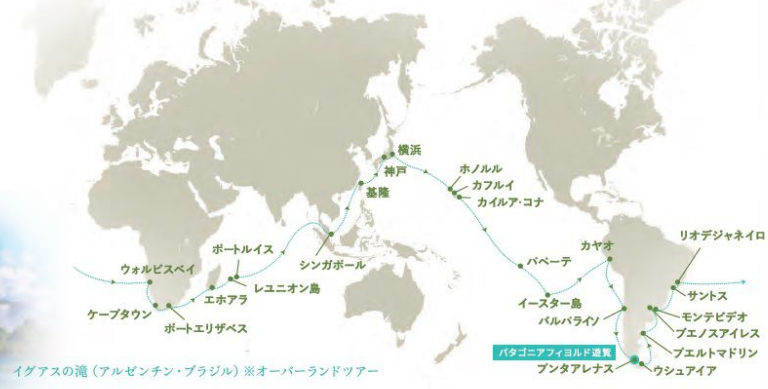 横浜
神戸
基隆
ホノルル
カフルイ
カイルア・コナ
リオデジャネイロ
カヤオ
ポートルイス
シンガポール
パペーテ
ウォルビスベイ
レユニオン島
サントス
エホアラ
イースター島
ケープタウン
バルパライソ
モンテビデオ
ポートエリザベス
ブエノスアイレス
パタゴニアフィヨルド遊覧
プエルトマドリン
プンタアレナス
ウシュアイア
イグアスの滝（アルゼンチン・ブラジル）※オーバーランドツアー